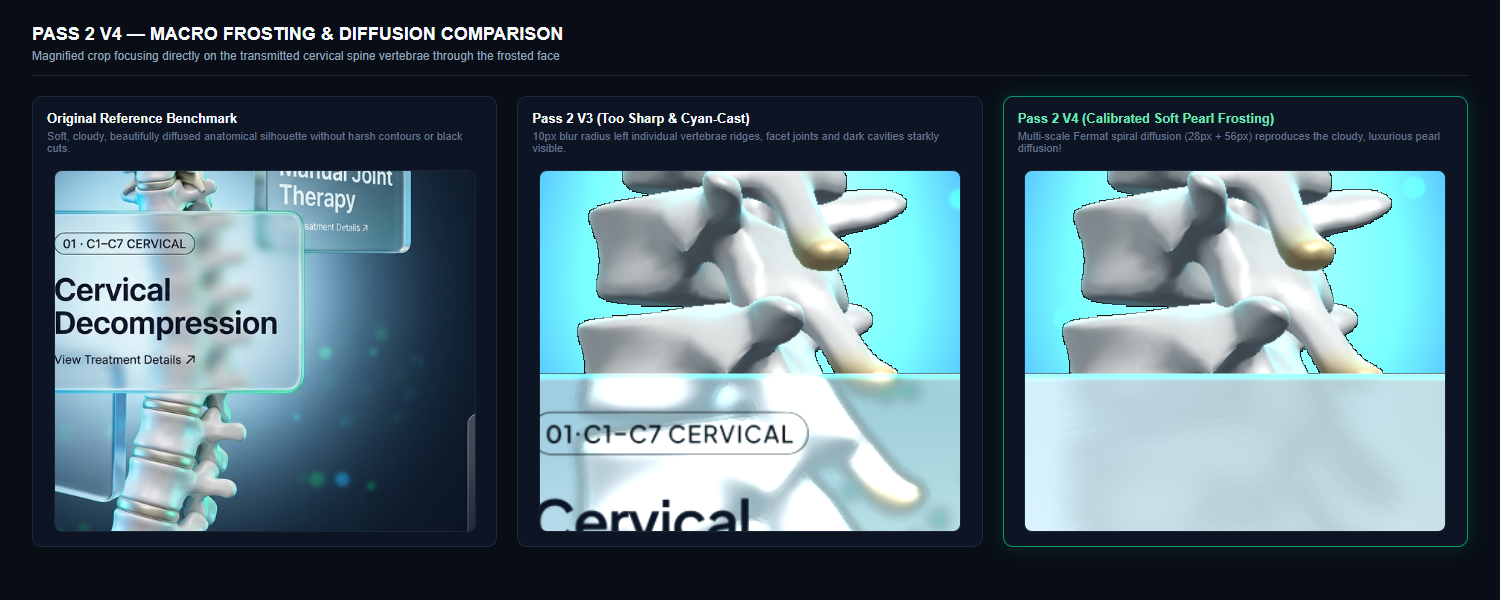 PASS 2 V4 — MACRO FROSTING & DIFFUSION COMPARISON
Magnified crop focusing directly on the transmitted cervical spine vertebrae through the frosted face
Original Reference Benchmark
Soft, cloudy, beautifully diffused anatomical silhouette without harsh contours or black
cuts.
Manual Joint
Therapy
eatment Details ↗
01 · C1–C7 CERVICAL
Cervical
Decompression
View Treatment Details ↗
Pass 2 V3 (Too Sharp & Cyan-Cast)
10px blur radius left individual vertebrae ridges, facet joints and dark cavities starkly
visible.
01·C1–C7 CERVICAL
Cervical
Pass 2 V4 (Calibrated Soft Pearl Frosting)
Multi-scale Fermat spiral diffusion (28px + 56px) reproduces the cloudy, luxurious pearl
diffusion!